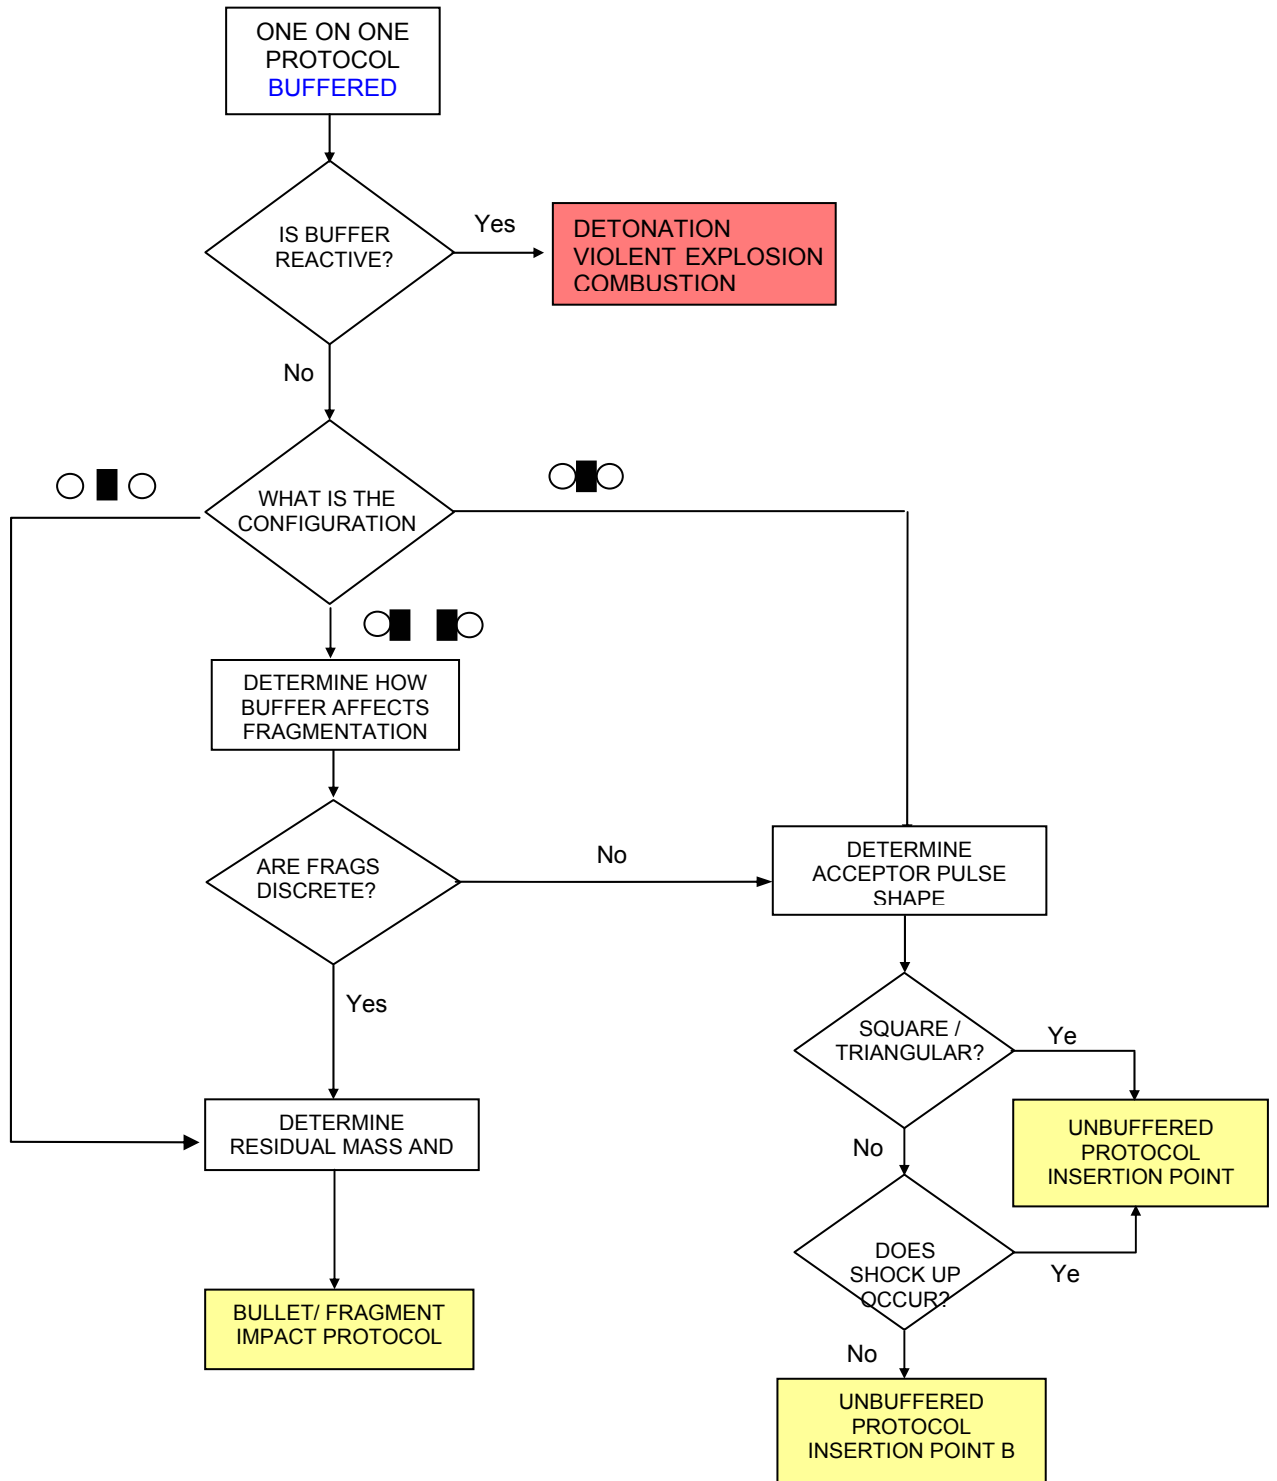 ONE ON ONE
PROTOCOL
BUFFERED
IS BUFFER
REACTIVE?
Yes
DETONATION
VIOLENT EXPLOSION
COMBUSTION
No
WHAT IS THE
CONFIGURATION
DETERMINE HOW
BUFFER AFFECTS
FRAGMENTATION
ARE FRAGS
DISCRETE?
No
DETERMINE
ACCEPTOR PULSE
SHAPE
Yes
SQUARE /
TRIANGULAR?
Ye
DETERMINE
RESIDUAL MASS AND
UNBUFFERED
PROTOCOL
INSERTION POINT
No
DOES
SHOCK UP
OCCUR?
Ye
BULLET/ FRAGMENT
IMPACT PROTOCOL
No
UNBUFFERED
PROTOCOL
INSERTION POINT B